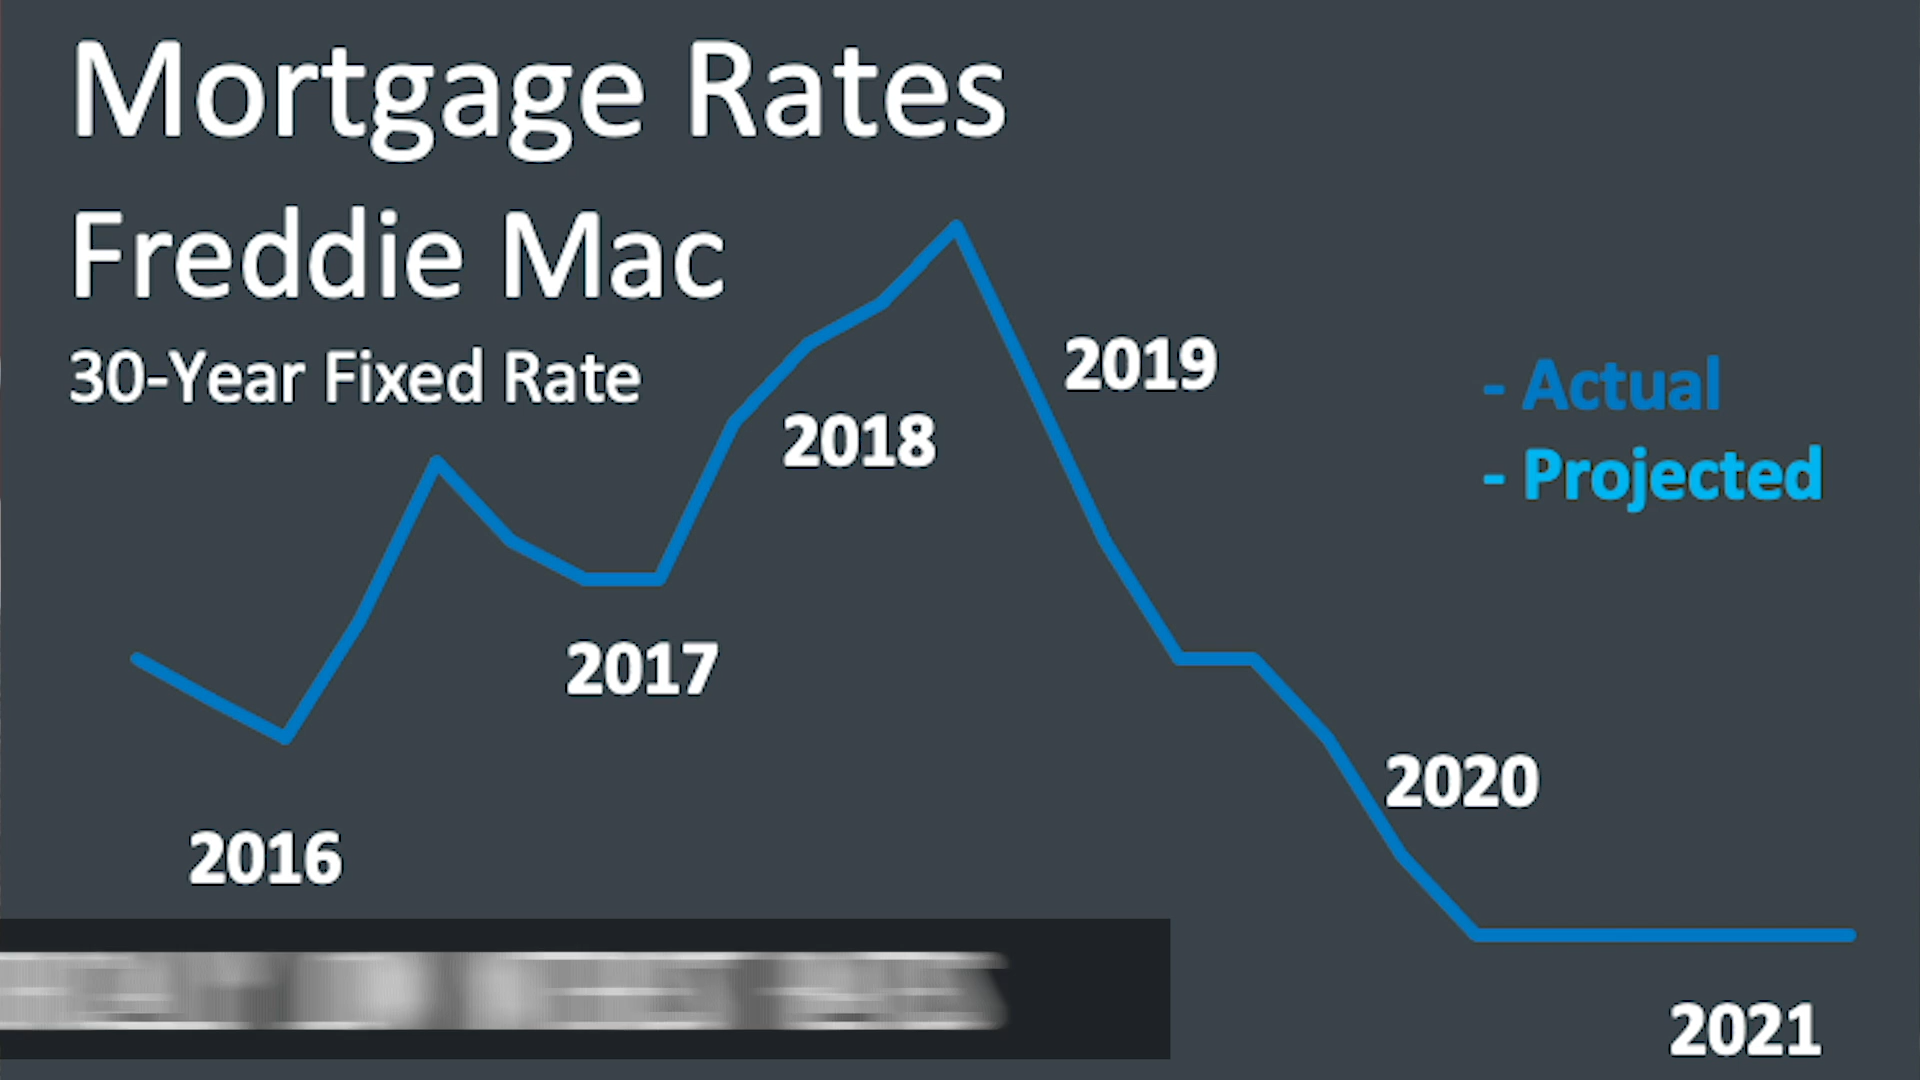 Mortgage Rates
Freddie Mac
30-Year Fixed Rate
2019
- Actual
2018
- Projected
2017
2020
2016
2021